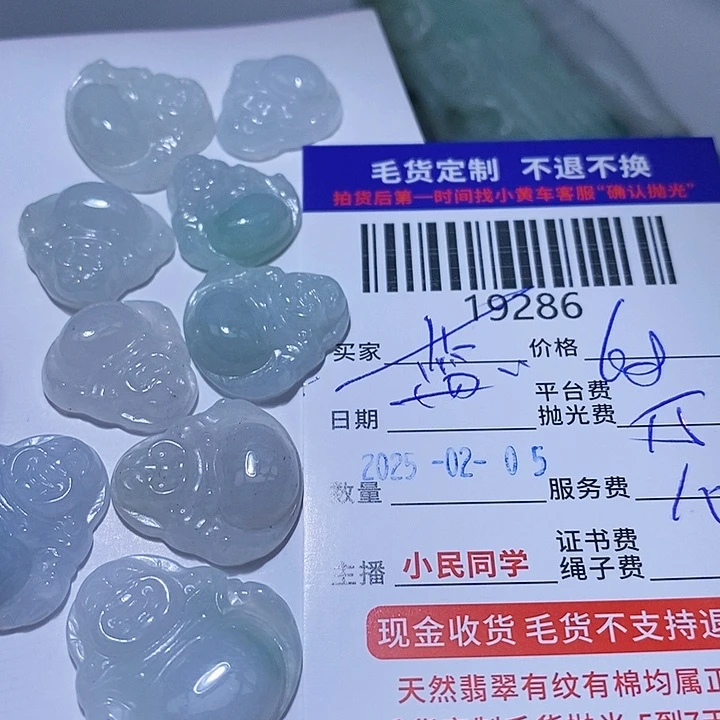 毛货定制 不退不换
拍货后第一时间找小黄车客服“确认抛光”
19286
买家
价格 68
平台费
日期
抛光费
2025-02-05
数量
服务费
证书费
主播 小民同学
绳子费
现金收货 毛货不支持退
天然翡翠有纹有棉均属正